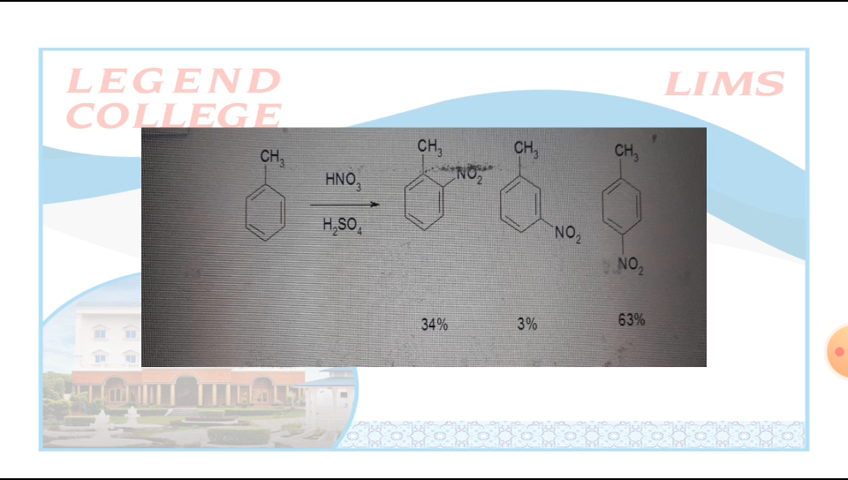 LEGEND
COLLEGE
LIMS
CH₃
HNO₃
H₂SO₄
CH₃
NO₂
CH₃
NO₂
CH₃
NO₂
34%
3%
63%